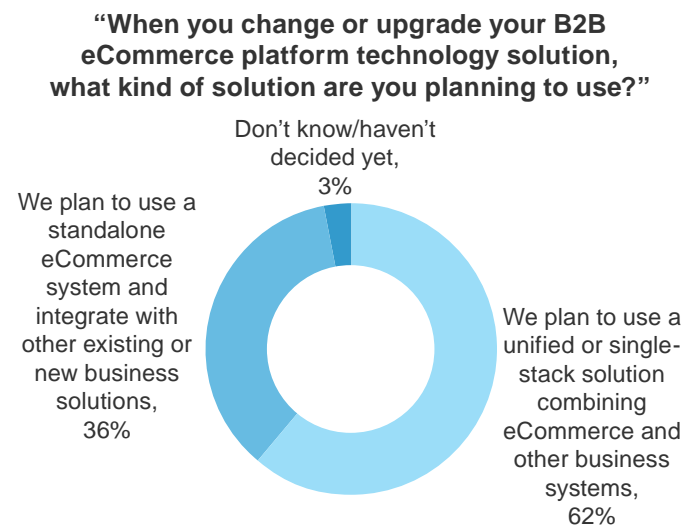 “When you change or upgrade your B2B
eCommerce platform technology solution,
what kind of solution are you planning to use?”
Don’t know/haven’t
decided yet,
3%
We plan to use a
standalone
eCommerce
system and
integrate with
other existing or
new business
solutions,
36%
We plan to use a
unified or single-
stack solution
combining
eCommerce and
other business
systems,
62%